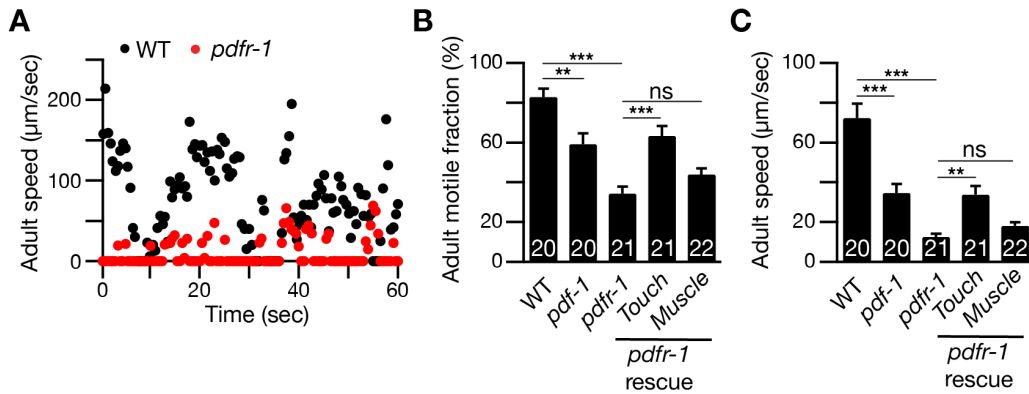 A
WT pdfr-1
Adult speed (µm/sec)
200
100
0
0 20 40 60
Time (sec)
B
Adult motile fraction (%)
100
60
20
0
***
**
ns
***
20 20 21 21 22
WT pdf-1 pdfr-1 Touch Muscle
pdfr-1
rescue
C
Adult speed (µm/sec)
100
60
20
0
***
***
ns
**
20 20 21 21 22
WT pdf-1 pdfr-1 Touch Muscle
pdfr-1
rescue